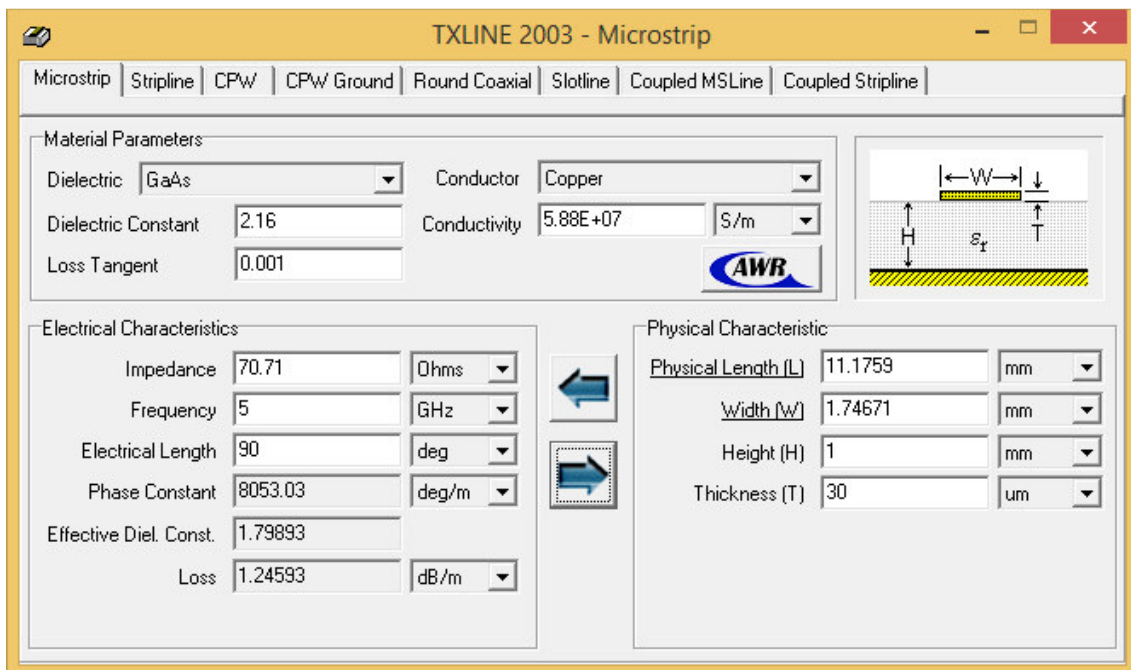 TXLINE 2003 - Microstrip
Microstrip Stripline CPW CPW Ground Round Coaxial Slotline Coupled MSLine Coupled Stripline
Material Parameters
Dielectric GaAs Conductor Copper
Dielectric Constant 2.16 Conductivity 5.88E+07 S/m
Loss Tangent 0.001 AWR
W
H εr T
Electrical Characteristics
Impedance 70.71 Ohms
Frequency 5 GHz
Electrical Length 90 deg
Phase Constant 8053.03 deg/m
Effective Diel. Const. 1.79893
Loss 1.24593 dB/m
Physical Characteristic
Physical Length (L) 11.1759 mm
Width (W) 1.74671 mm
Height (H) 1 mm
Thickness (T) 30 um